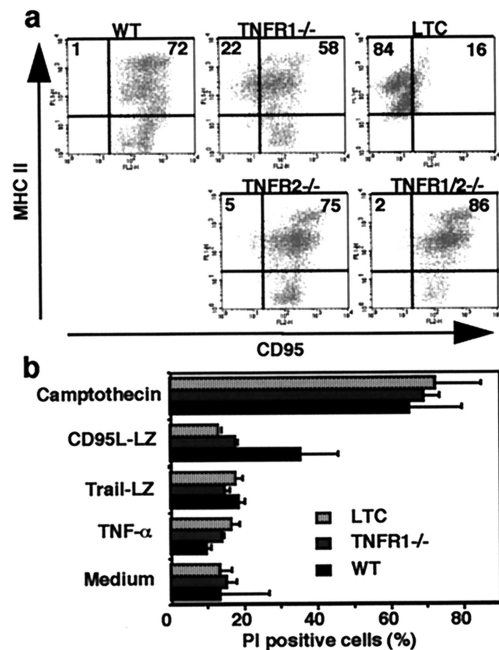 a
WT TNFR1-/- LTC
1 72 22 58 84 16
TNFR2-/- TNFR1/2-/-
5 75 2 86
MHC II
CD95
b
Camptothecin
CD95L-LZ
Trail-LZ
TNF-α
Medium
LTC
TNFR1-/-
WT
0 20 40 60 80
PI positive cells (%)